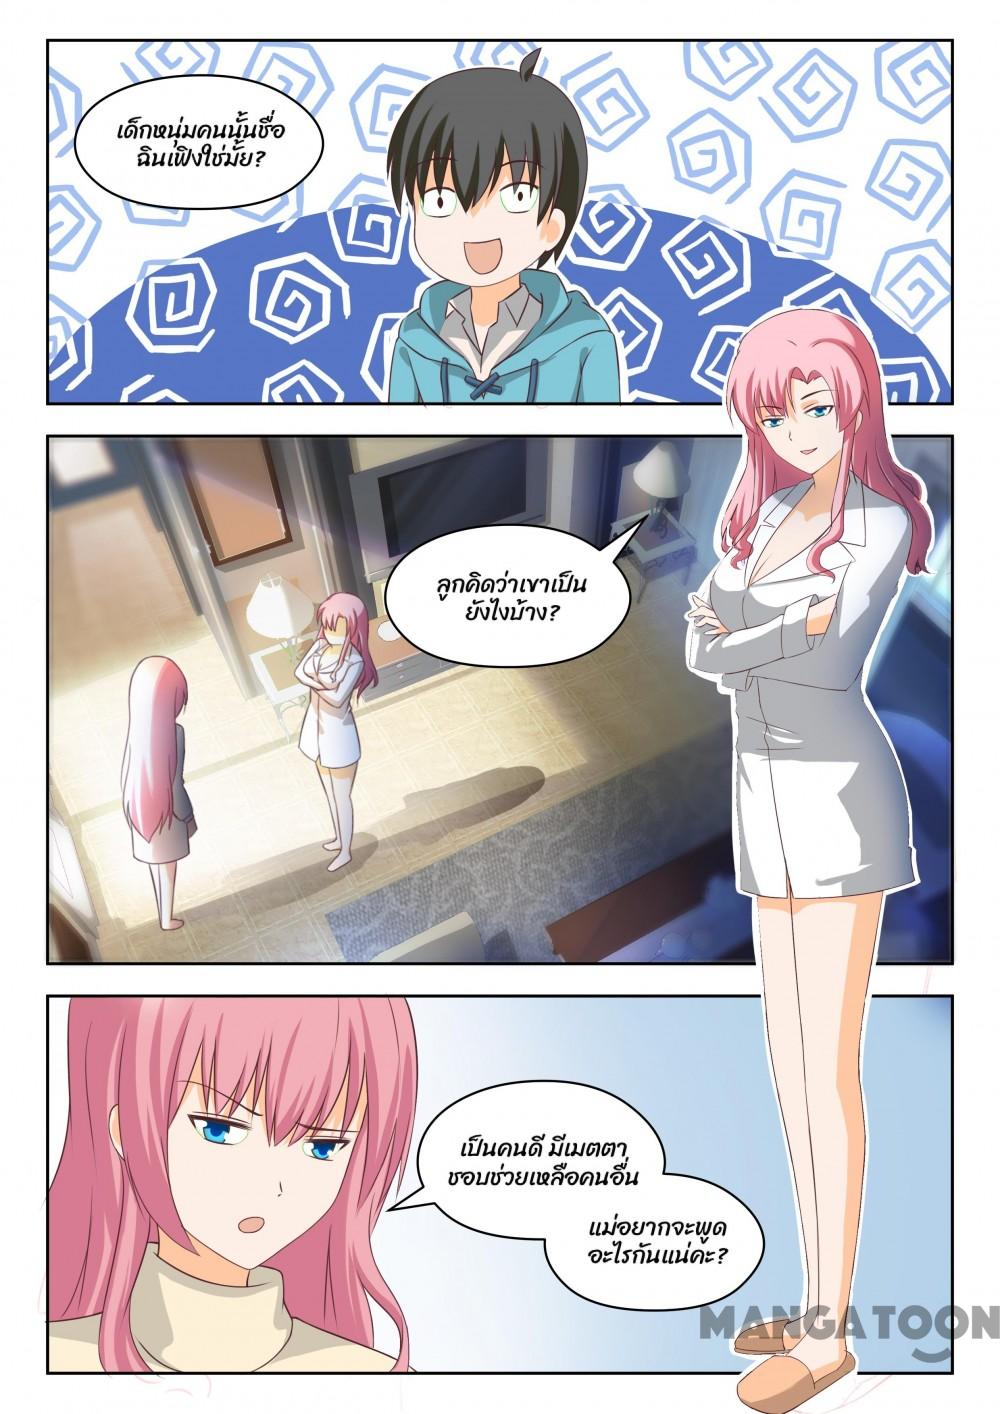 เด็กหนุ่มคนนั้นชื่อ
ฉินเฟิงใช่มั้ย?
ลูกคิดว่าเขาเป็น
ยังไงบ้าง?
เป็นคนดี มีเมตตา
ชอบช่วยเหลือคนอื่น
แม่อยากจะพูด
อะไรกันแน่คะ?
MANGATOON